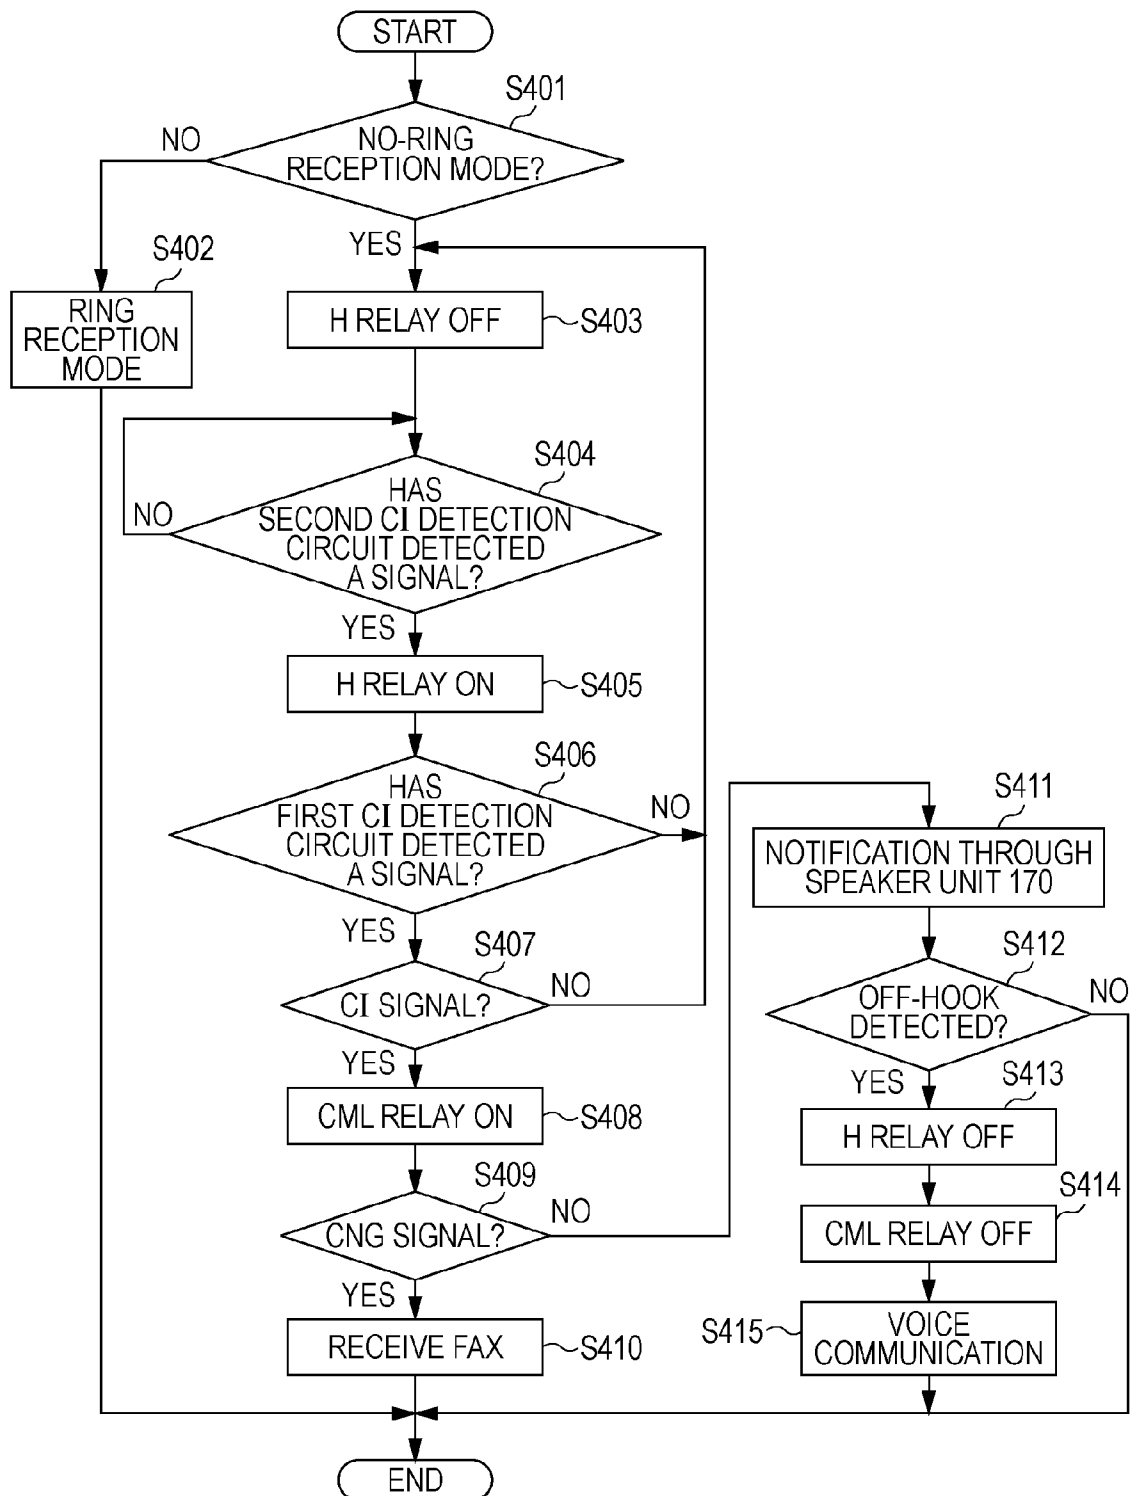 START
S401
NO
NO-RING
RECEPTION MODE?
YES
S402
RING
RECEPTION
MODE
H RELAY OFF
S403
S404
NO
HAS
SECOND CI DETECTION
CIRCUIT DETECTED
A SIGNAL?
YES
H RELAY ON
S405
S406
HAS
FIRST CI DETECTION
CIRCUIT DETECTED
A SIGNAL?
NO
YES
S407
CI SIGNAL?
NO
YES
CML RELAY ON
S408
S409
CNG SIGNAL?
NO
YES
RECEIVE FAX
S410
S411
NOTIFICATION THROUGH
SPEAKER UNIT 170
S412
OFF-HOOK
DETECTED?
NO
YES
S413
H RELAY OFF
S414
CML RELAY OFF
S415
VOICE
COMMUNICATION
END